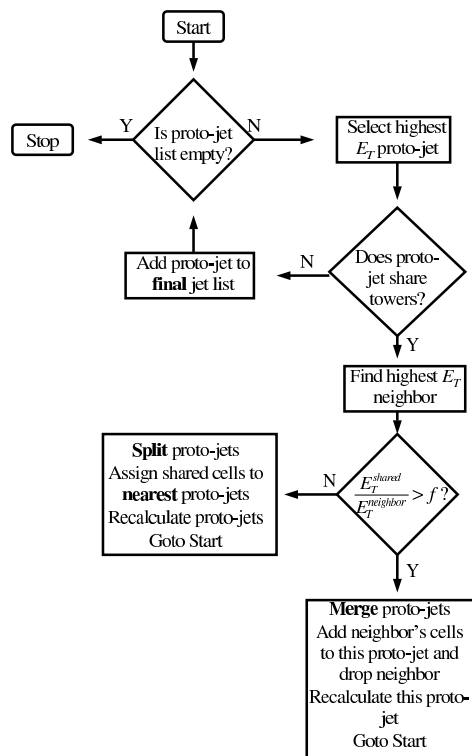 Start
Y
Is proto-jet
list empty?
N
Stop
Select highest
E_T proto-jet
N
Does proto-
jet share
towers?
Add proto-jet to
final jet list
Y
Find highest E_T
neighbor
Split proto-jets
Assign shared cells to
nearest proto-jets
Recalculate proto-jets
Goto Start
N
E_T^shared / E_T^neighbor > f ?
Y
Merge proto-jets
Add neighbor's cells
to this proto-jet and
drop neighbor
Recalculate this proto-
jet
Goto Start